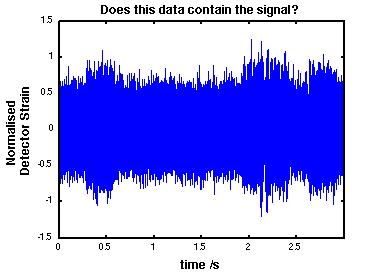 Does this data contain the signal?
1.5
1
0.5
0
-0.5
-1
-1.5
Normalised
Detector Strain
0 0.5 1 1.5 2 2.5
time /s